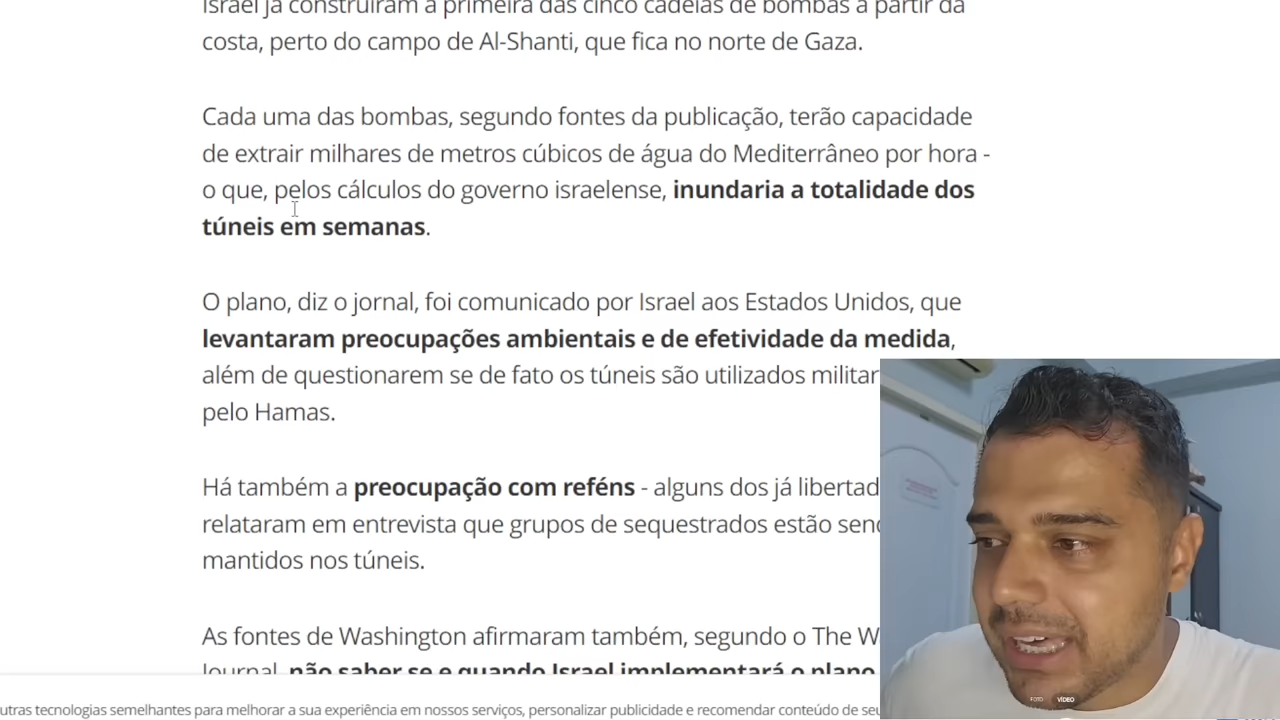 Israel já construíram a primeira das cinco cadeias de bombas a partir da
costa, perto do campo de Al-Shanti, que fica no norte de Gaza.
Cada uma das bombas, segundo fontes da publicação, terão capacidade
de extrair milhares de metros cúbicos de água do Mediterrâneo por hora -
o que, pelos cálculos do governo israelense, inundaria a totalidade dos
túneis em semanas.
O plano, diz o jornal, foi comunicado por Israel aos Estados Unidos, que
levantaram preocupações ambientais e de efetividade da medida,
além de questionarem se de fato os túneis são utilizados militar
pelo Hamas.
Há também a preocupação com reféns - alguns dos já libertad
relataram em entrevista que grupos de sequestrados estão send
mantidos nos túneis.
As fontes de Washington afirmaram também, segundo o The W
Journal, não saber se e quando Israel implementará o plano
utras tecnologias semelhantes para melhorar a sua experiência em nossos serviços, personalizar publicidade e recomendar conteúdo de seu
FOTO VÍDEO